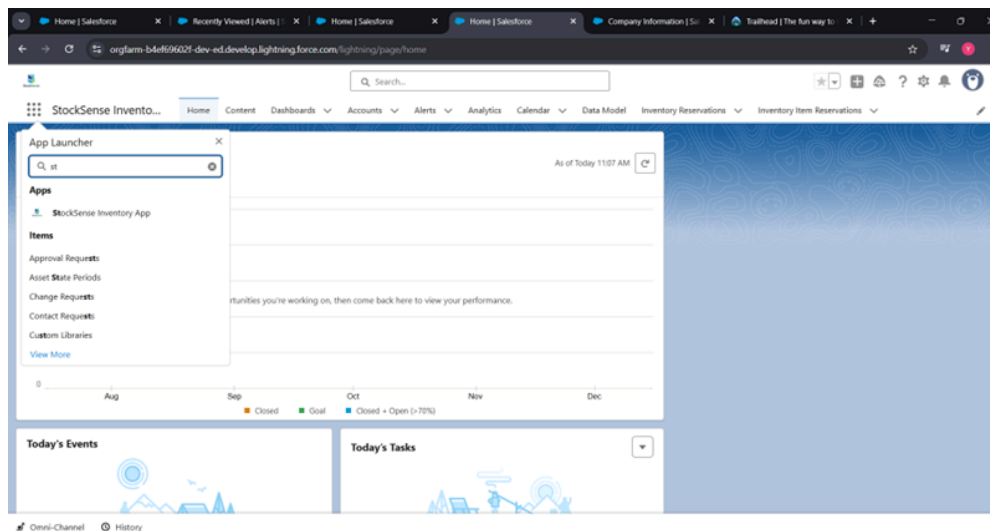 Home | Salesforce
Recently Viewed | Alerts |
Home | Salesforce
Home | Salesforce
Company Information | Sal
Trailhead | The fun way to
orgfarm-b4ef69602f-dev-ed.develop.lightning.force.com/lightning/page/home
Search...
StockSense Invento...
Home
Content
Dashboards
Accounts
Alerts
Analytics
Calendar
Data Model
Inventory Reservations
Inventory Item Reservations
App Launcher
st
As of Today 11:07 AM
Apps
StockSense Inventory App
Items
Approval Requests
Asset State Periods
Change Requests
rtunities you're working on, then come back here to view your performance.
Contact Requests
Custom Libraries
View More
0
Aug
Sep
Oct
Nov
Dec
Closed
Goal
Closed + Open (>70%)
Today's Events
Today's Tasks
Omni-Channel
History